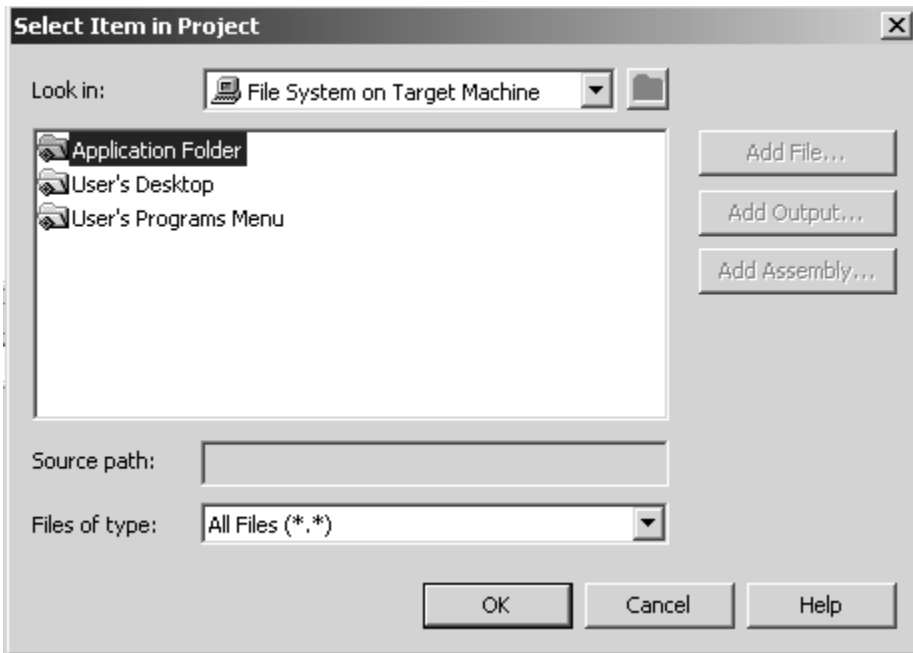 Select Item in Project
Look in: File System on Target Machine
Application Folder
User's Desktop
User's Programs Menu
Add File...
Add Output...
Add Assembly...
Source path:
Files of type: All Files (*.*)
OK Cancel Help